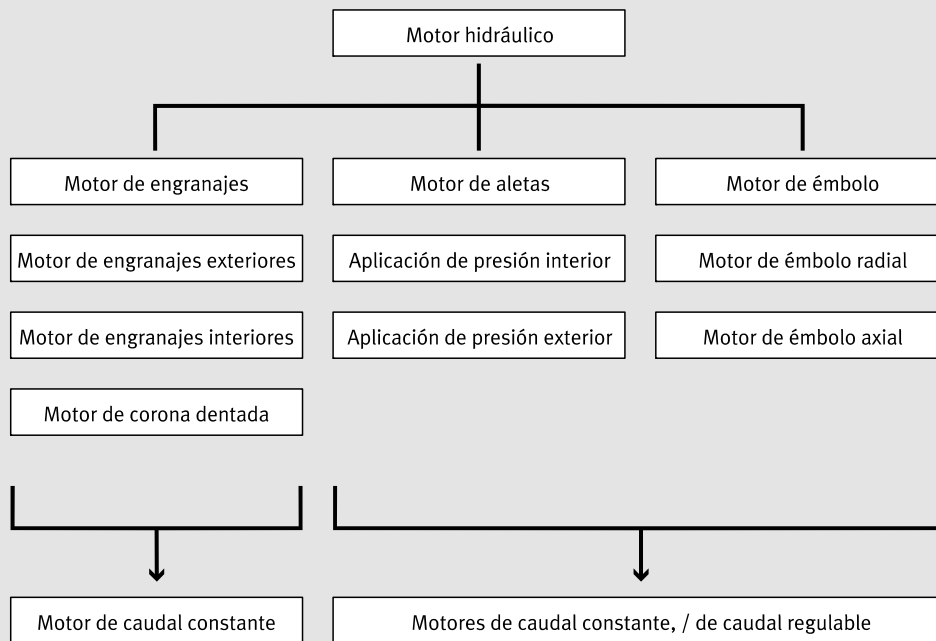 Motor hidráulico
Motor de engranajes
Motor de aletas
Motor de émbolo
Motor de engranajes exteriores
Aplicación de presión interior
Motor de émbolo radial
Motor de engranajes interiores
Aplicación de presión exterior
Motor de émbolo axial
Motor de corona dentada
Motor de caudal constante
Motores de caudal constante, / de caudal regulable